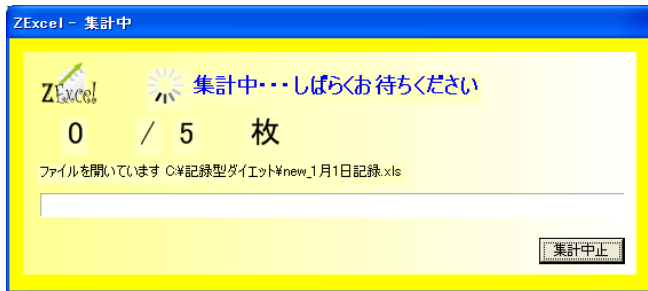 ZExcel - 集計中
ZExcel 集計中・・・しばらくお待ちください
0 / 5 枚
ファイルを開いています C:¥記録型ダイエット¥new_1月1日記録.xls
集計中止